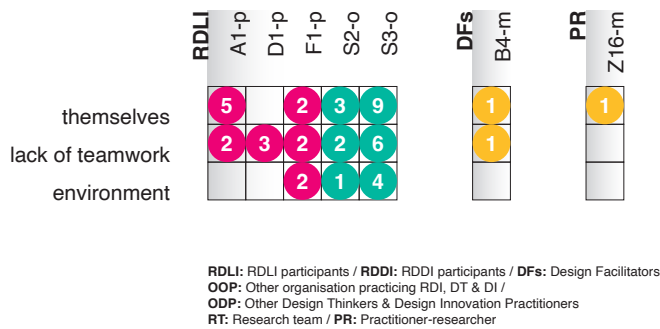 RDLI A1-p D1-p F1-p S2-o S3-o DFs B4-m PR Z16-m
themselves 5 2 3 9 1 1
lack of teamwork 2 3 2 2 6 1
environment 2 1 4
RDLI: RDLI participants / RDDI: RDDI participants / DFs: Design Facilitators
OOP: Other organisation practicing RDI, DT & DI /
ODP: Other Design Thinkers & Design Innovation Practitioners
RT: Research team / PR: Practitioner-researcher